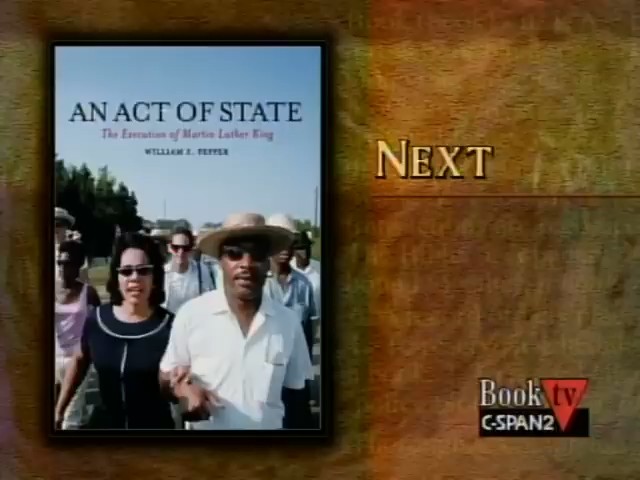 AN ACT OF STATE
The Execution of Martin Luther King
WILLIAM F. PEPPER
NEXT
Book tv
C-SPAN2